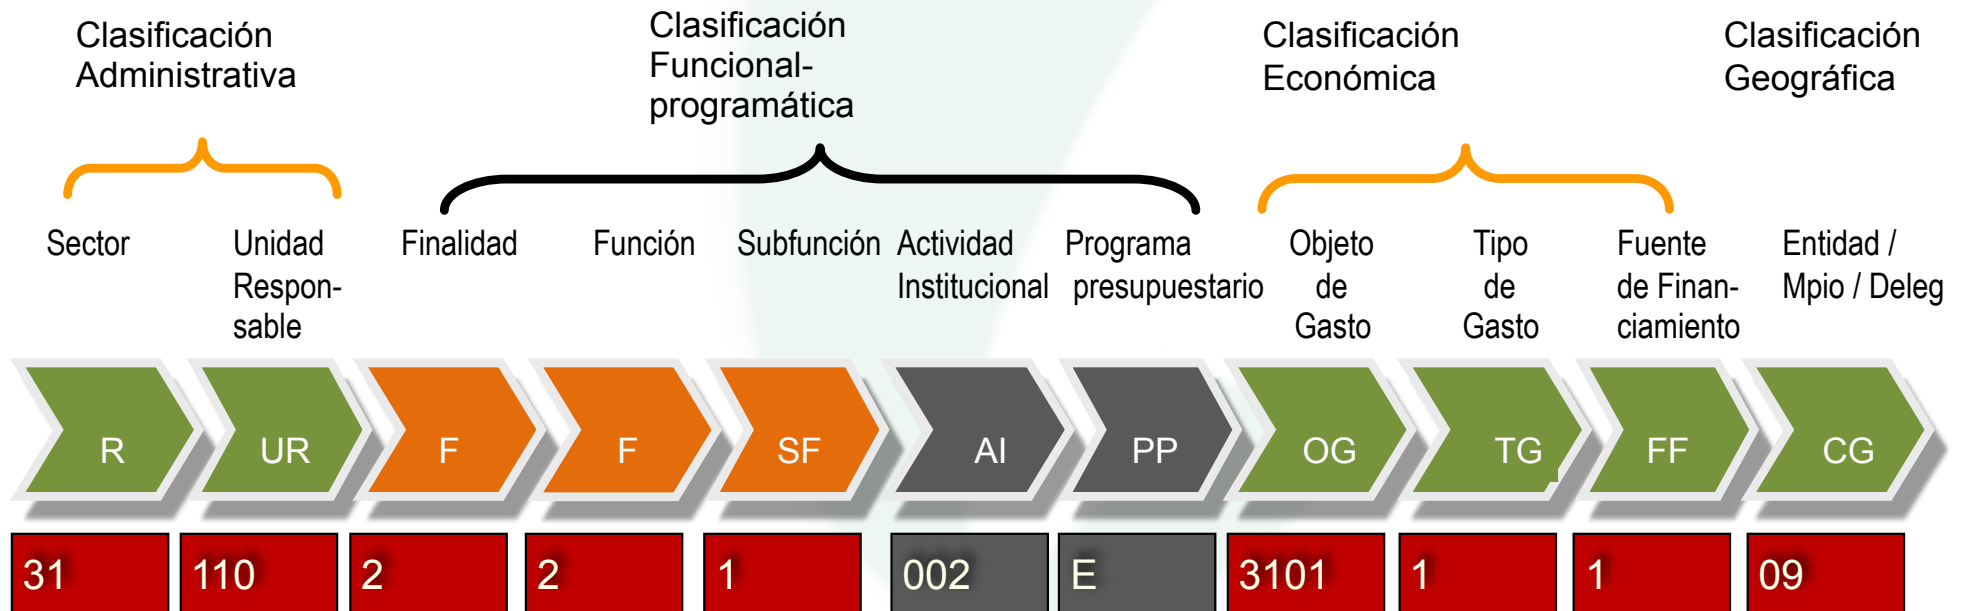 Clasificación
Administrativa
Clasificación
Funcional-
programática
Clasificación
Económica
Clasificación
Geográfica
Sector
Unidad
Respon-
sable
Finalidad
Función
Subfunción
Actividad
Institucional
Programa
presupuestario
Objeto
de
Gasto
Tipo
de
Gasto
Fuente
de Finan-
ciamiento
Entidad /
Mpio / Deleg
R
UR
F
F
SF
AI
PP
OG
TG
FF
CG
31
110
2
2
1
002
E
3101
1
1
09